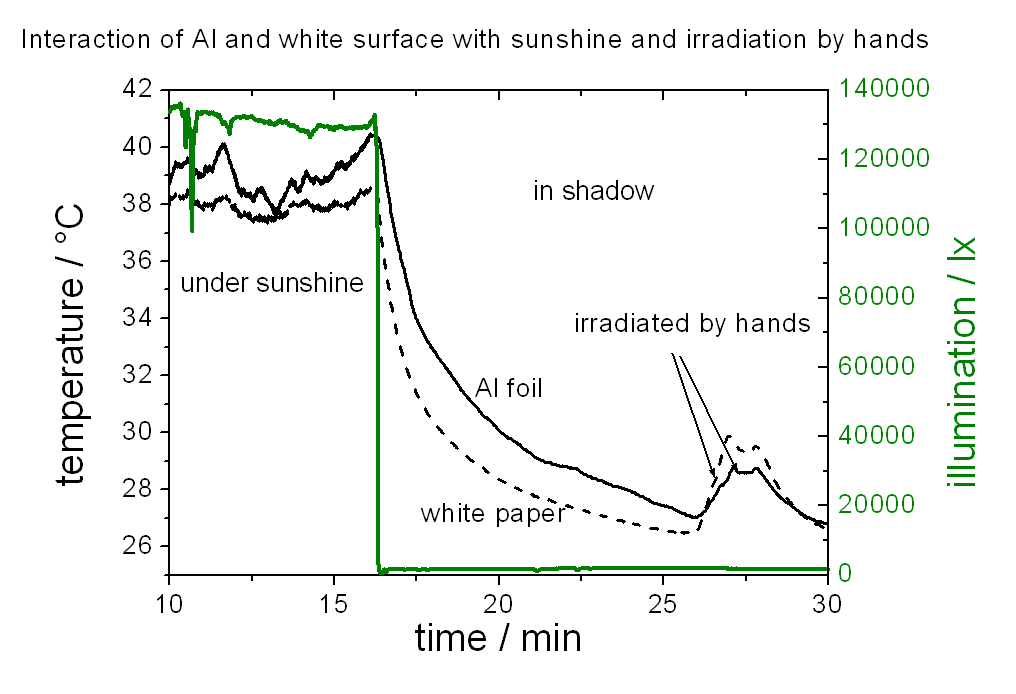 Interaction of Al and white surface with sunshine and irradiation by hands
42
40
38
36
34
32
30
28
26
temperature / °C
140000
120000
100000
80000
60000
40000
20000
0
illumination / lx
in shadow
under sunshine
irradiated by hands
Al foil
white paper
10
15
20
25
30
time / min